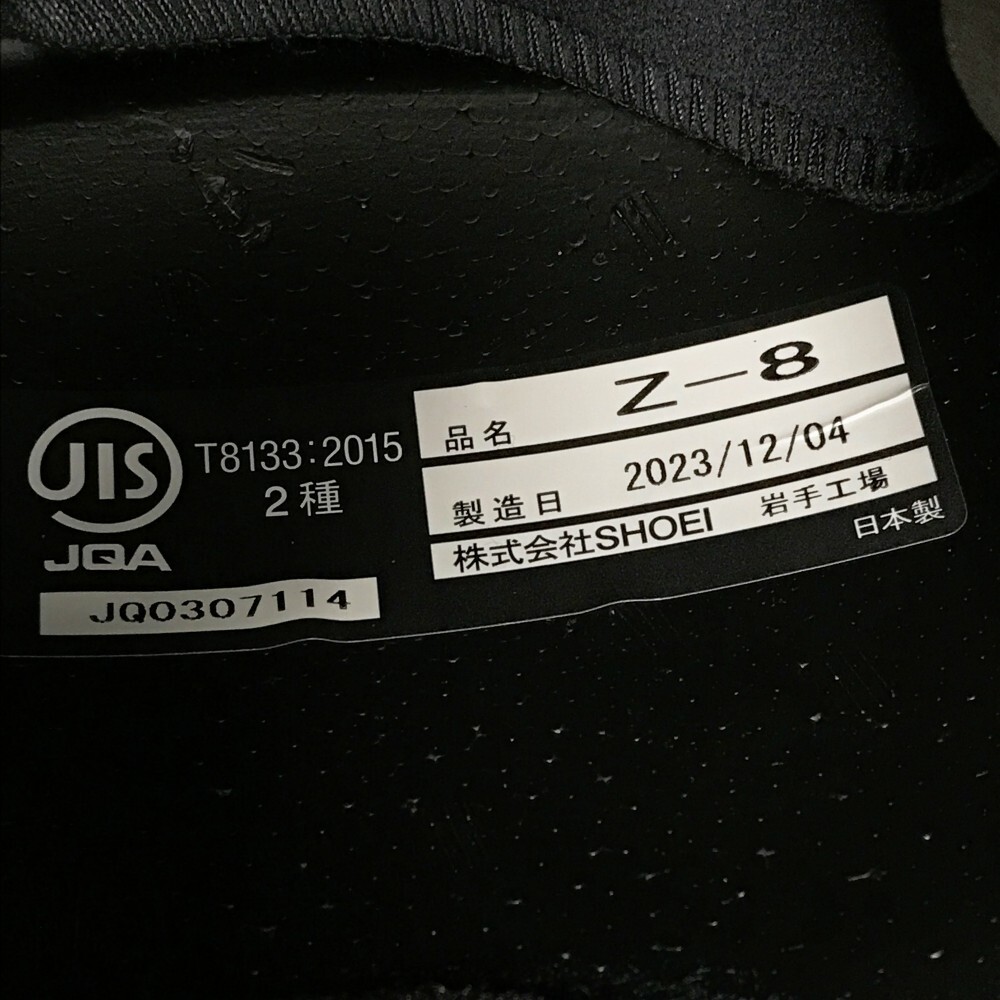 JIS
T8133:2015
2種
JQA
JQ0307114
品名 Z-8
製造日 2023/12/04
株式会社SHOEI 岩手工場
日本製